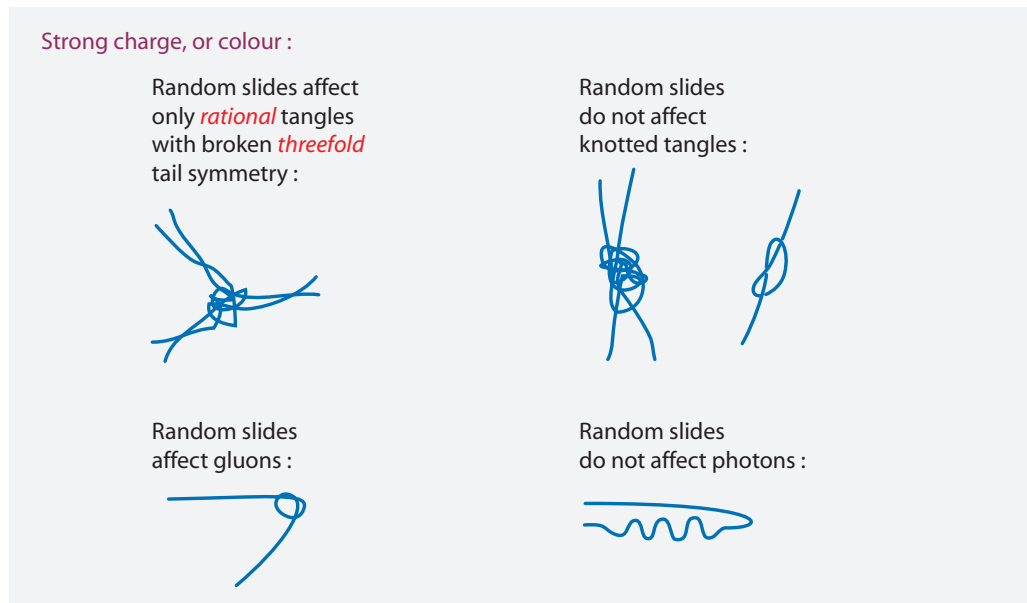 Strong charge, or colour :
Random slides affect
only rational tangles
with broken threefold
tail symmetry :
Random slides
do not affect
knotted tangles :
Random slides
affect gluons :
Random slides
do not affect photons :